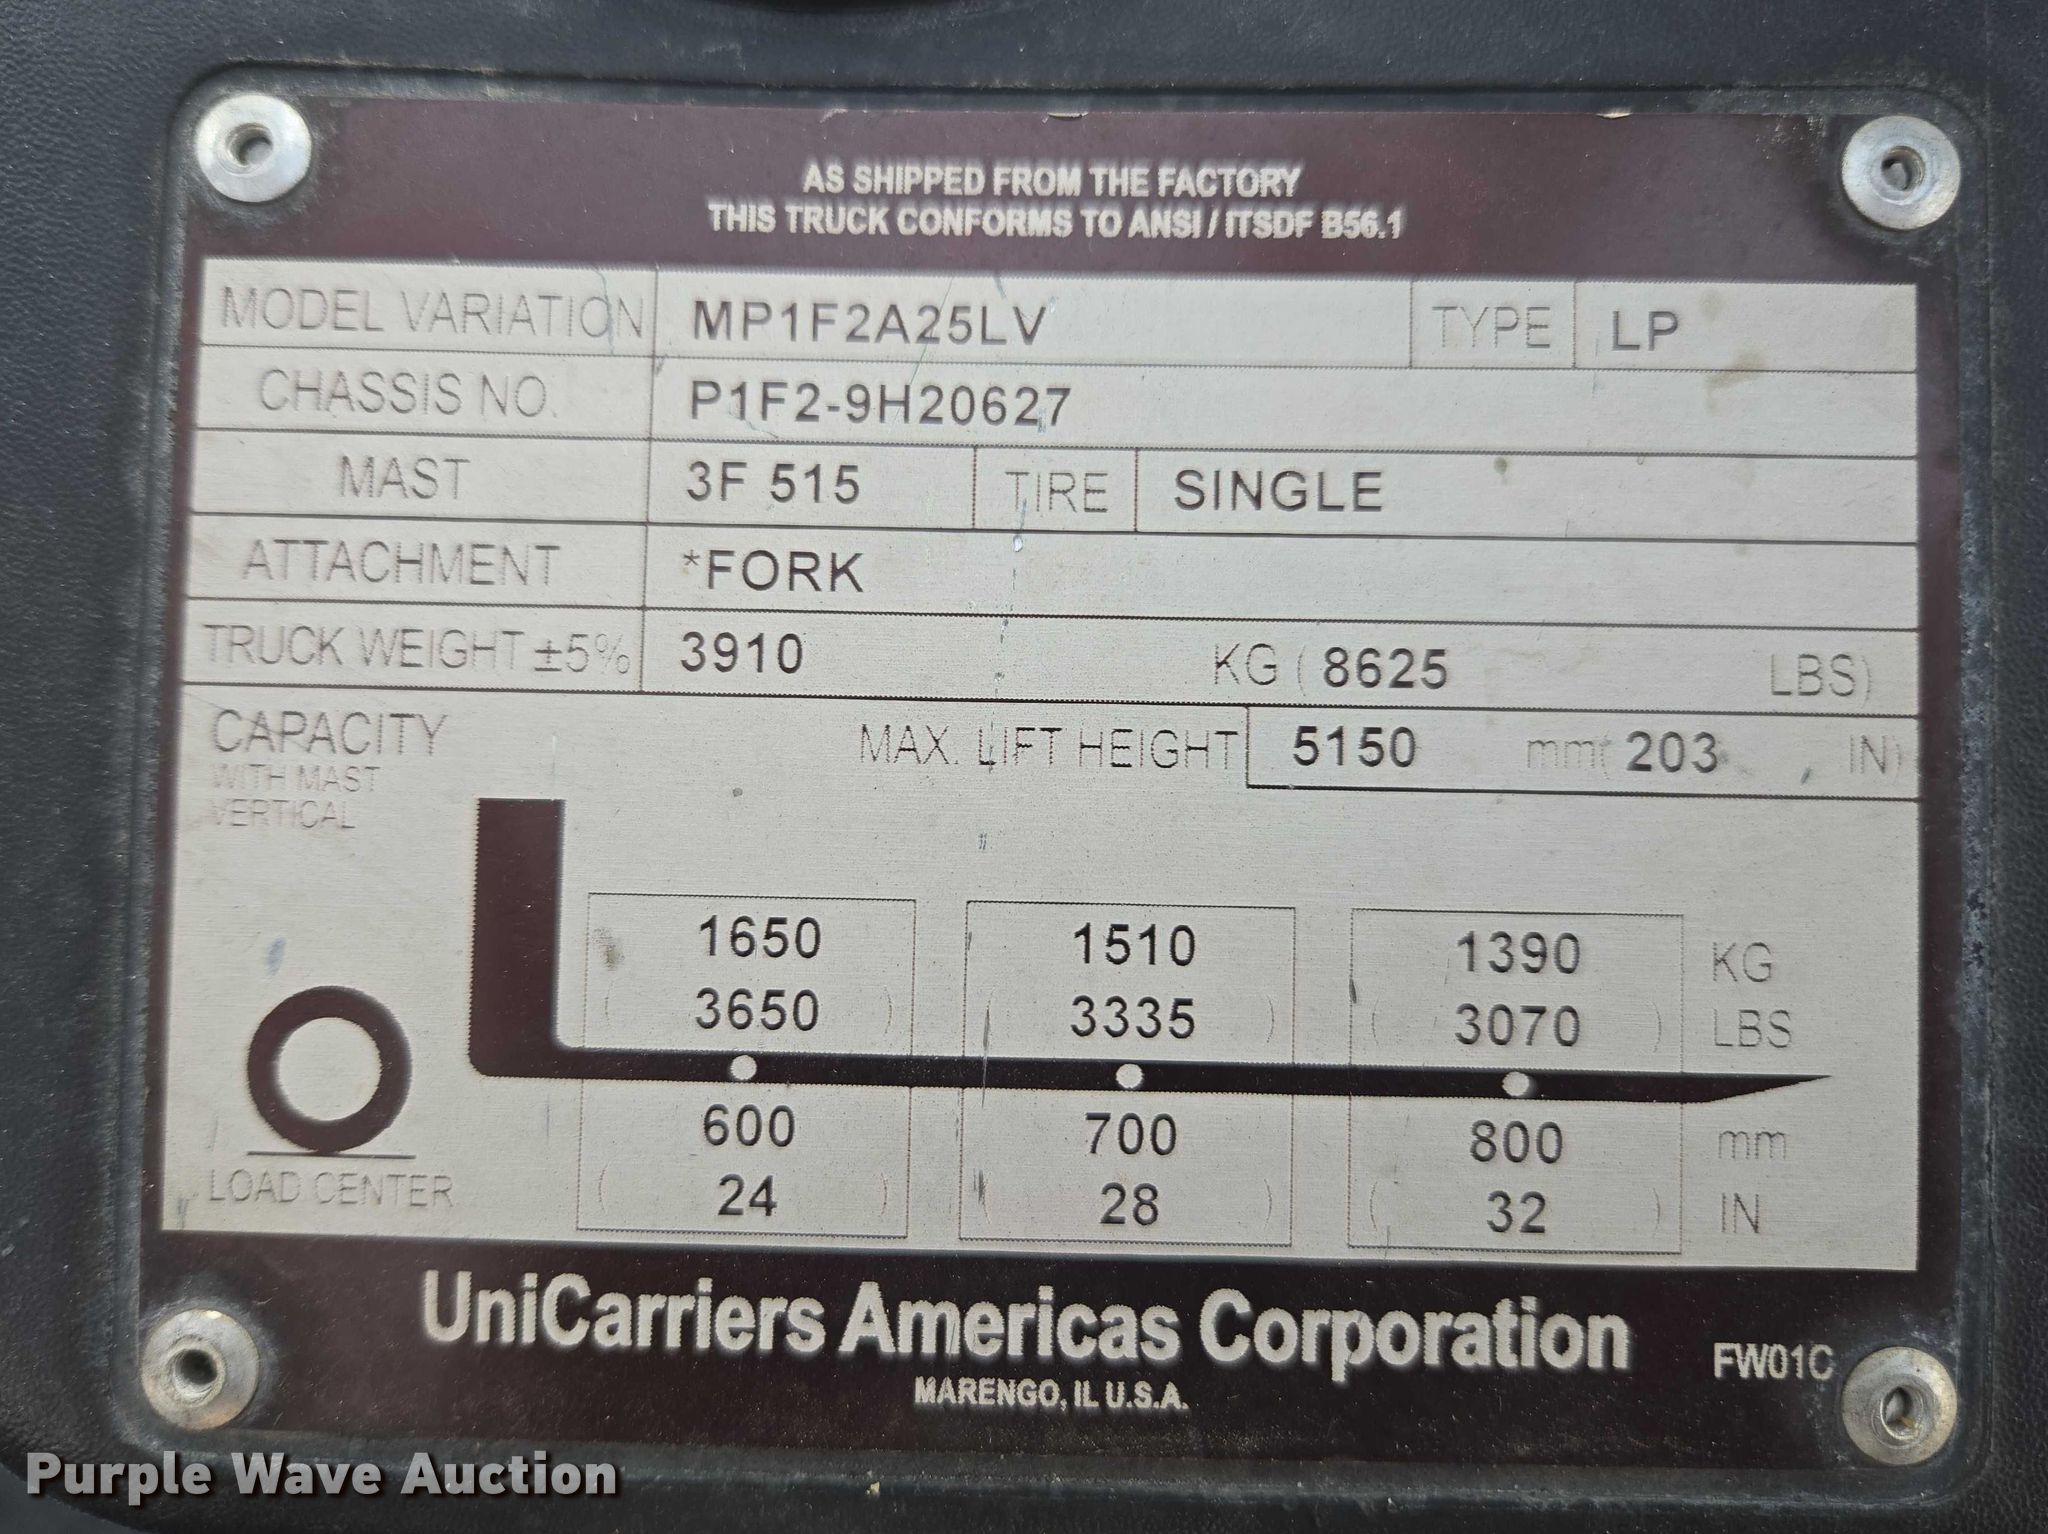 AS SHIPPED FROM THE FACTORY
THIS TRUCK CONFORMS TO ANSI / ITSDF B56.1
MODEL VARIATION MP1F2A25LV TYPE LP
CHASSIS NO. P1F2-9H20627
MAST 3F 515 TIRE SINGLE
ATTACHMENT *FORK
TRUCK WEIGHT ±5% 3910 KG ( 8625 LBS)
CAPACITY MAX. LIFT HEIGHT 5150 mm( 203 IN)
WITH MAST
VERTICAL
1650 1510 1390 KG
( 3650 ) ( 3335 ) ( 3070 ) LBS
600 700 800 mm
LOAD CENTER ( 24 ) ( 28 ) ( 32 ) IN
UniCarriers Americas Corporation FW01C
MARENGO, IL U.S.A.
Purple Wave Auction